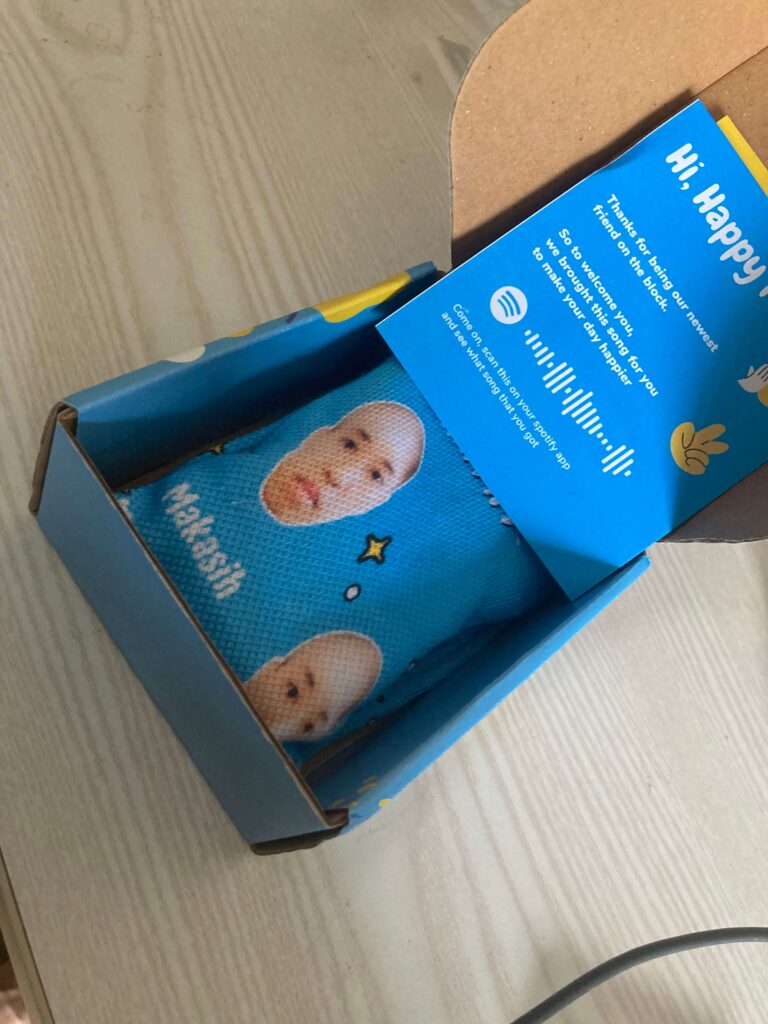 Hi, Happy
Thanks for being our newest
friend on the block.
So to welcome you,
we brought this song for you
to make your day happier
Come on, scan this on your spotify app
and see what song that you got
Makasih